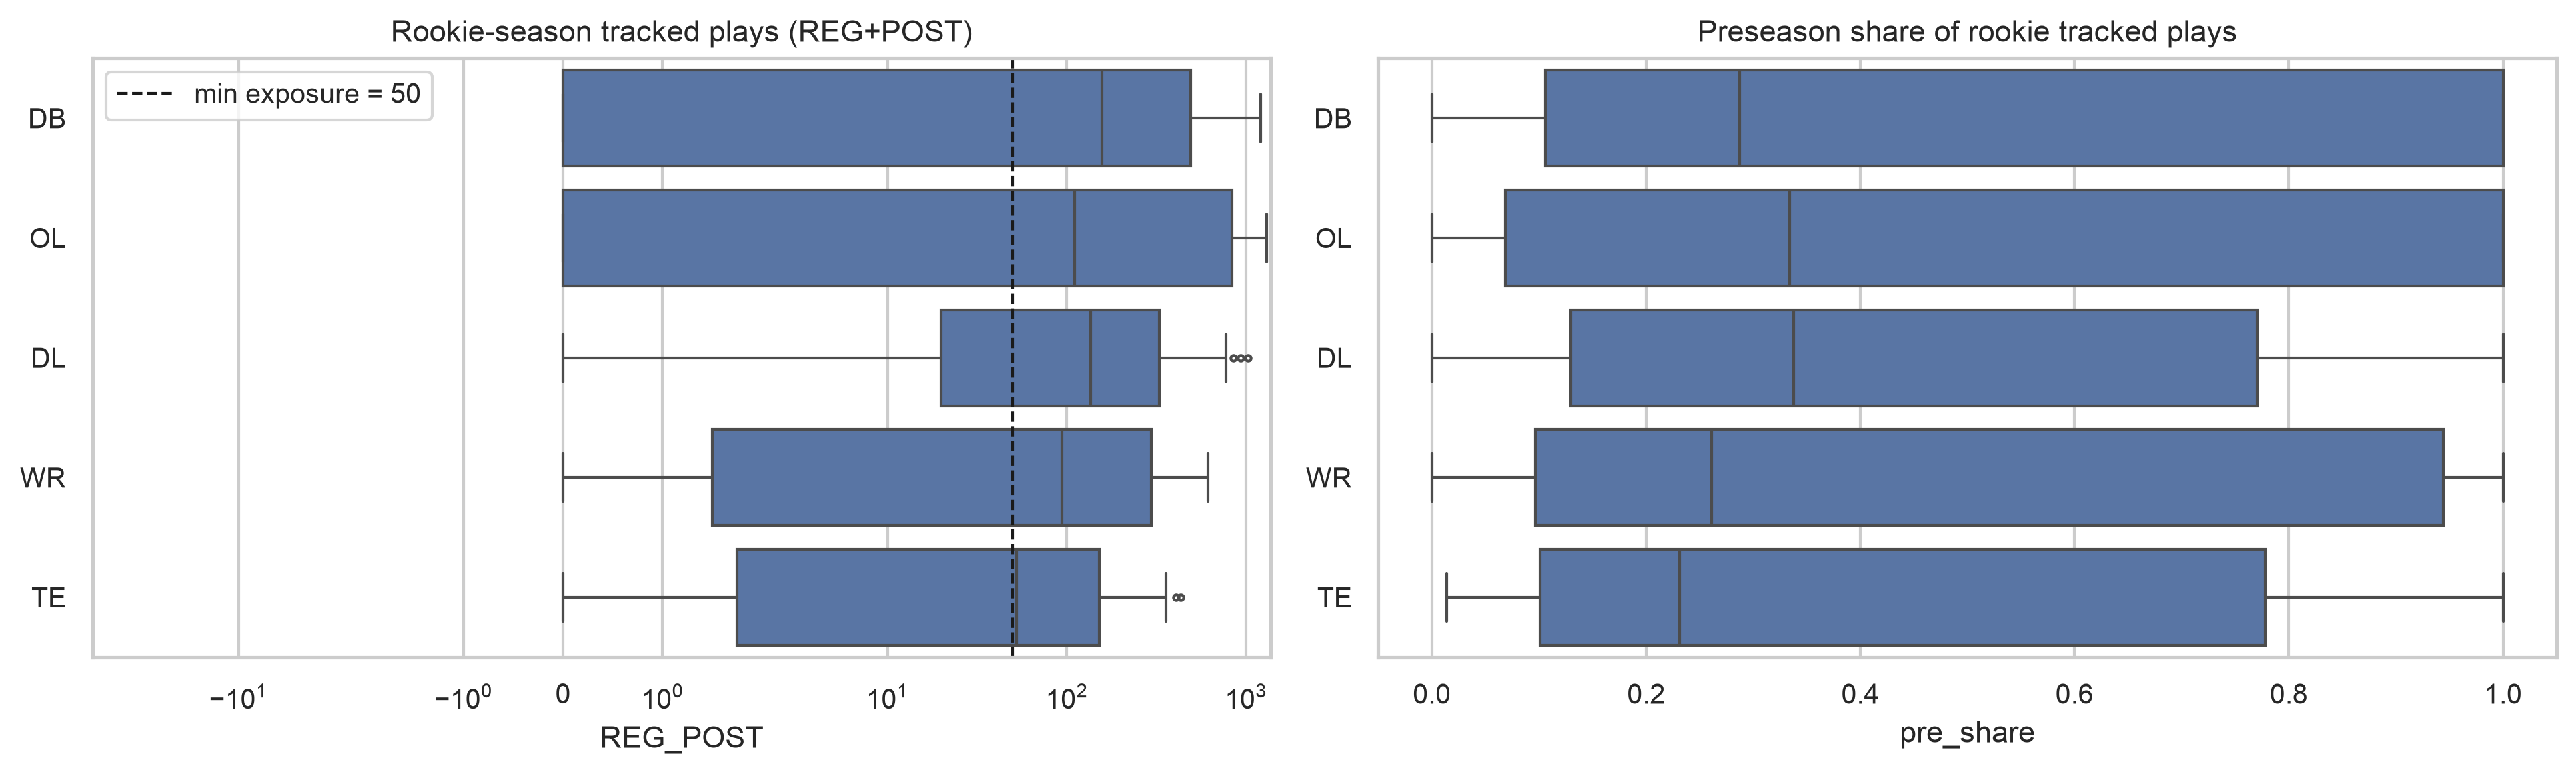 Rookie-season tracked plays (REG+POST)
min exposure = 50
DB
OL
DL
WR
TE
−10¹
−10⁰
0
10⁰
10¹
10²
10³
REG_POST
Preseason share of rookie tracked plays
DB
OL
DL
WR
TE
0.0
0.2
0.4
0.6
0.8
1.0
pre_share